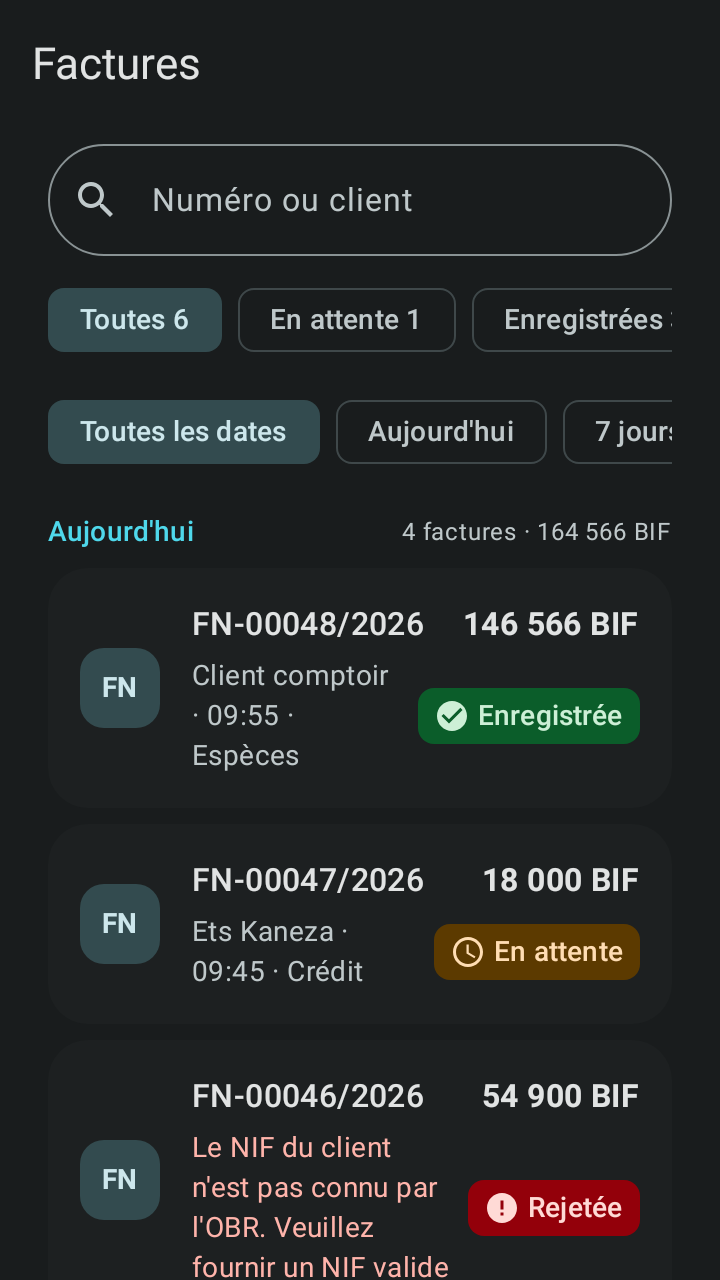 Factures
Numéro ou client
Toutes 6
En attente 1
Enregistrées
Toutes les dates
Aujourd'hui
7 jours
Aujourd'hui
4 factures · 164 566 BIF
FN-00048/2026
146 566 BIF
FN
Client comptoir
· 09:55 ·
Espèces
Enregistrée
FN-00047/2026
18 000 BIF
FN
Ets Kaneza ·
09:45 · Crédit
En attente
FN-00046/2026
54 900 BIF
FN
Le NIF du client
n'est pas connu par
l'OBR. Veuillez
fournir un NIF valide
Rejetée